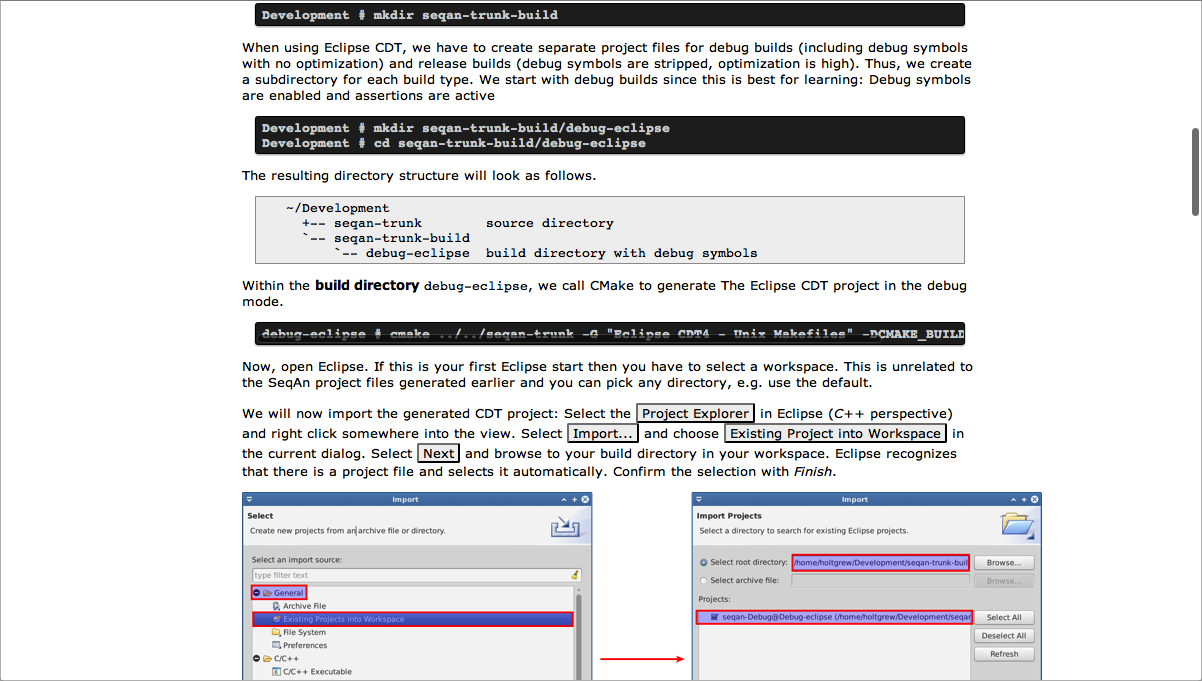 Development # mkdir seqan-trunk-build
When using Eclipse CDT, we have to create separate project files for debug builds (including debug symbols
with no optimization) and release builds (debug symbols are stripped, optimization is high). Thus, we create
a subdirectory for each build type. We start with debug builds since this is best for learning: Debug symbols
are enabled and assertions are active
Development # mkdir seqan-trunk-build/debug-eclipse
Development # cd seqan-trunk-build/debug-eclipse
The resulting directory structure will look as follows.
~/Development
+-- seqan-trunk        source directory
`-- seqan-trunk-build
`-- debug-eclipse  build directory with debug symbols
Within the build directory debug-eclipse, we call CMake to generate The Eclipse CDT project in the debug
mode.
debug-eclipse # cmake ../../seqan-trunk -G "Eclipse CDT4 - Unix Makefiles" -DCMAKE_BUILD
Now, open Eclipse. If this is your first Eclipse start then you have to select a workspace. This is unrelated to
the SeqAn project files generated earlier and you can pick any directory, e.g. use the default.
We will now import the generated CDT project: Select the Project Explorer in Eclipse (C++ perspective)
and right click somewhere into the view. Select Import... and choose Existing Project into Workspace in
the current dialog. Select Next and browse to your build directory in your workspace. Eclipse recognizes
that there is a project file and selects it automatically. Confirm the selection with Finish.
Import
Select
Create new projects from an archive file or directory.
Select an import source:
type filter text
General
Archive File
Existing Projects into Workspace
File System
Preferences
C/C++
C/C++ Executable
Import
Import Projects
Select a directory to search for existing Eclipse projects.
Select root directory: /home/holtgrew/Development/seqan-trunk-buil Browse...
Select archive file: Browse...
Projects:
seqan-Debug@Debug-eclipse (/home/holtgrew/Development/seqan Select All
Deselect All
Refresh